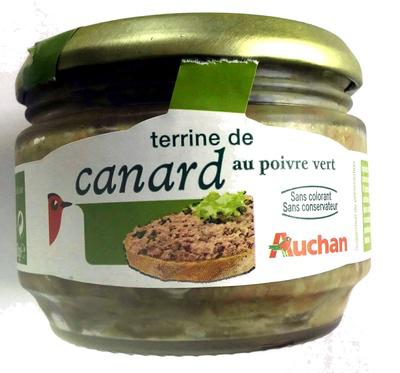 terrine de
canard au poivre vert
Sans colorant
Sans conservateur
Auchan